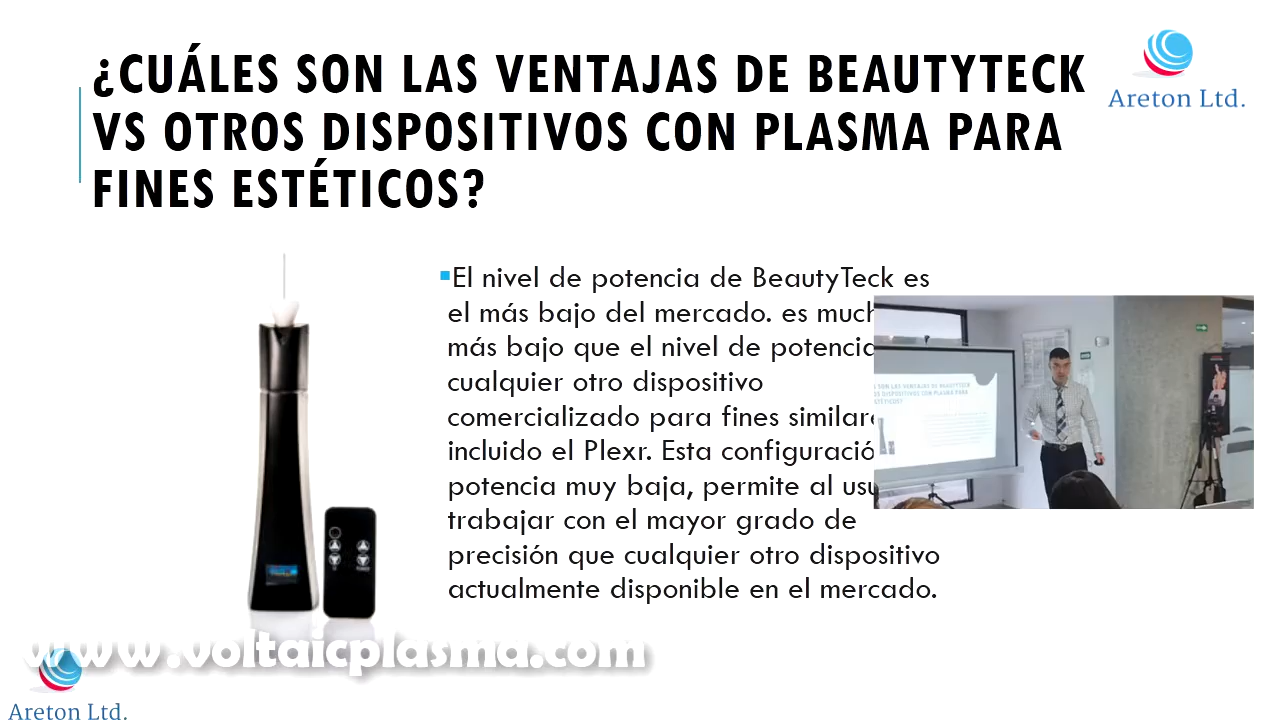 ¿CUÁLES SON LAS VENTAJAS DE BEAUTYTECK
VS OTROS DISPOSITIVOS CON PLASMA PARA
FINES ESTÉTICOS?
Areton Ltd.
El nivel de potencia de BeautyTeck es
el más bajo del mercado. es much
más bajo que el nivel de potencia
cualquier otro dispositivo
comercializado para fines similare
incluido el Plexr. Esta configuració
potencia muy baja, permite al usu
trabajar con el mayor grado de
precisión que cualquier otro dispositivo
actualmente disponible en el mercado.
www.voltaicplasma.com
Areton Ltd.